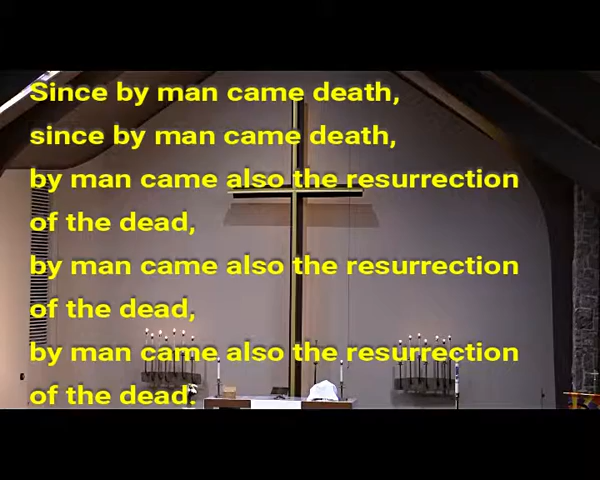 Since by man came death,
since by man came death,
by man came also the resurrection
of the dead,
by man came also the resurrection
of the dead,
by man came also the resurrection
of the dead.